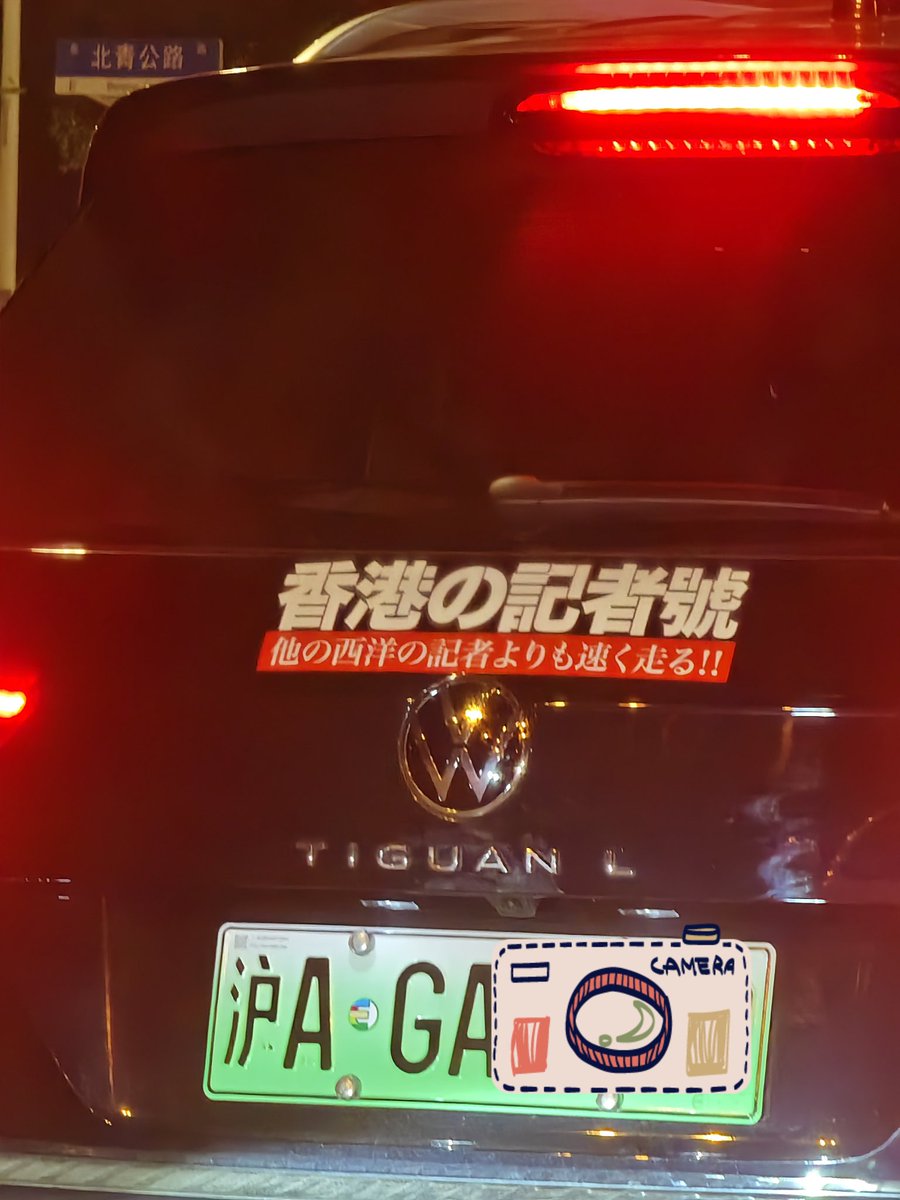 北青公路
香港の記者號
他の西洋の記者よりも速く走る!!
TIGUAN L
沪A GA
CAMERA